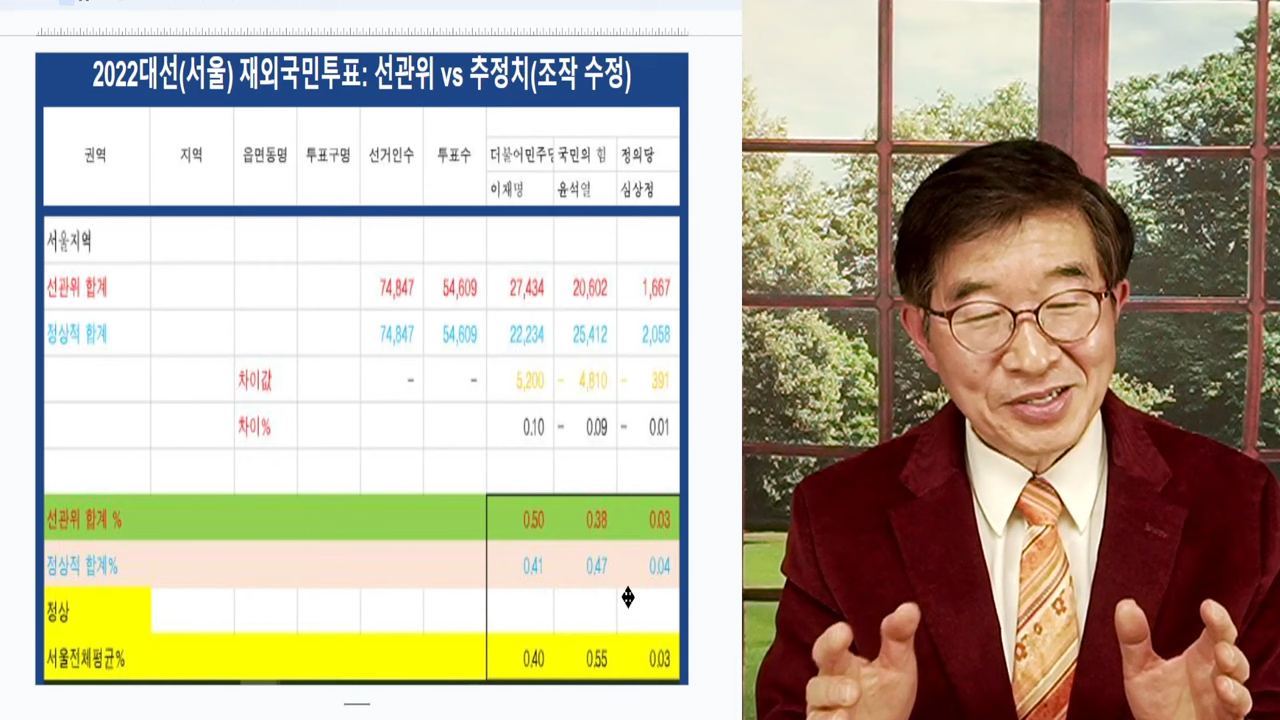 2022대선(서울) 재외국민투표: 선관위 vs 추정치(조작 수정)
권역 지역 읍면동명 투표구명 선거인수 투표수 더불어민주당 국민의 힘 정의당
이재명 윤석열 심상정
서울지역
선관위 합계 74,847 54,609 27,434 20,602 1,667
정상적 합계 74,847 54,609 22,234 25,412 2,058
차이값 - - 5,200 - 4,810 - 391
차이% 0.10 - 0.09 - 0.01
선관위 합계 % 0.50 0.38 0.03
정상적 합계% 0.41 0.47 0.04
정상
서울전체평균% 0.40 0.55 0.03